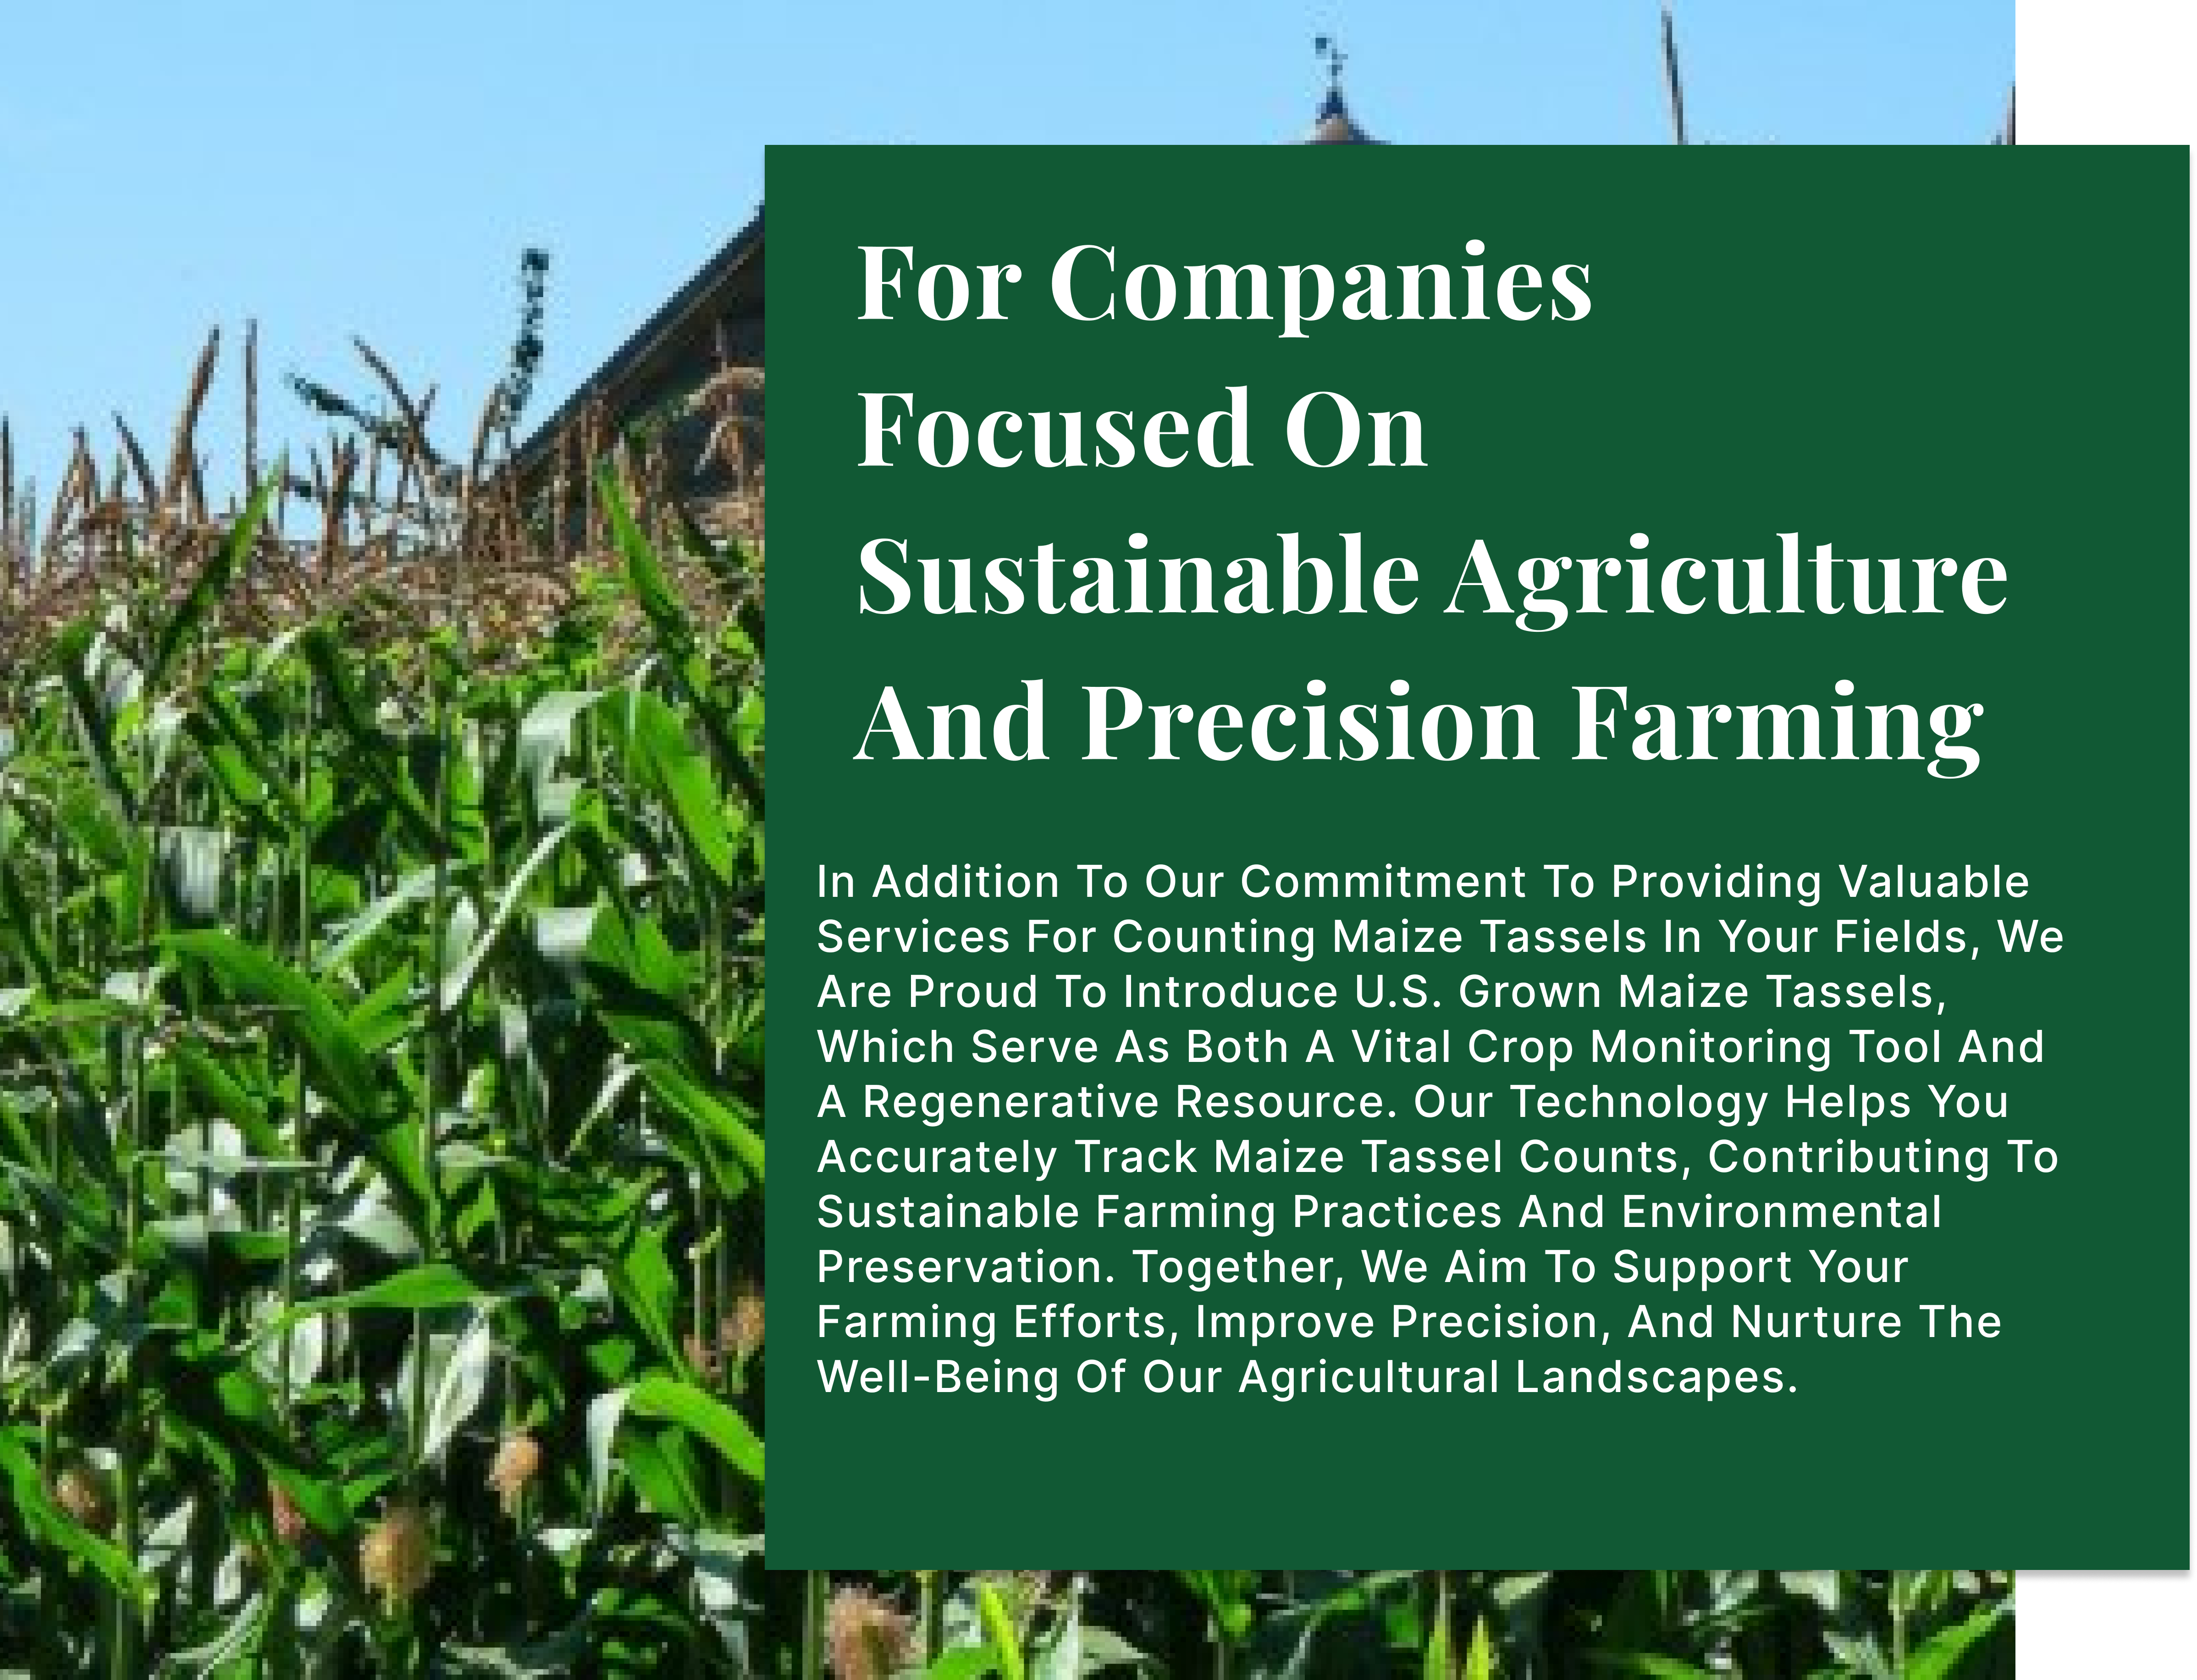 For Companies
Focused On
Sustainable Agriculture
And Precision Farming
In Addition To Our Commitment To Providing Valuable
Services For Counting Maize Tassels In Your Fields, We
Are Proud To Introduce U.S. Grown Maize Tassels,
Which Serve As Both A Vital Crop Monitoring Tool And
A Regenerative Resource. Our Technology Helps You
Accurately Track Maize Tassel Counts, Contributing To
Sustainable Farming Practices And Environmental
Preservation. Together, We Aim To Support Your
Farming Efforts, Improve Precision, And Nurture The
Well-Being Of Our Agricultural Landscapes.